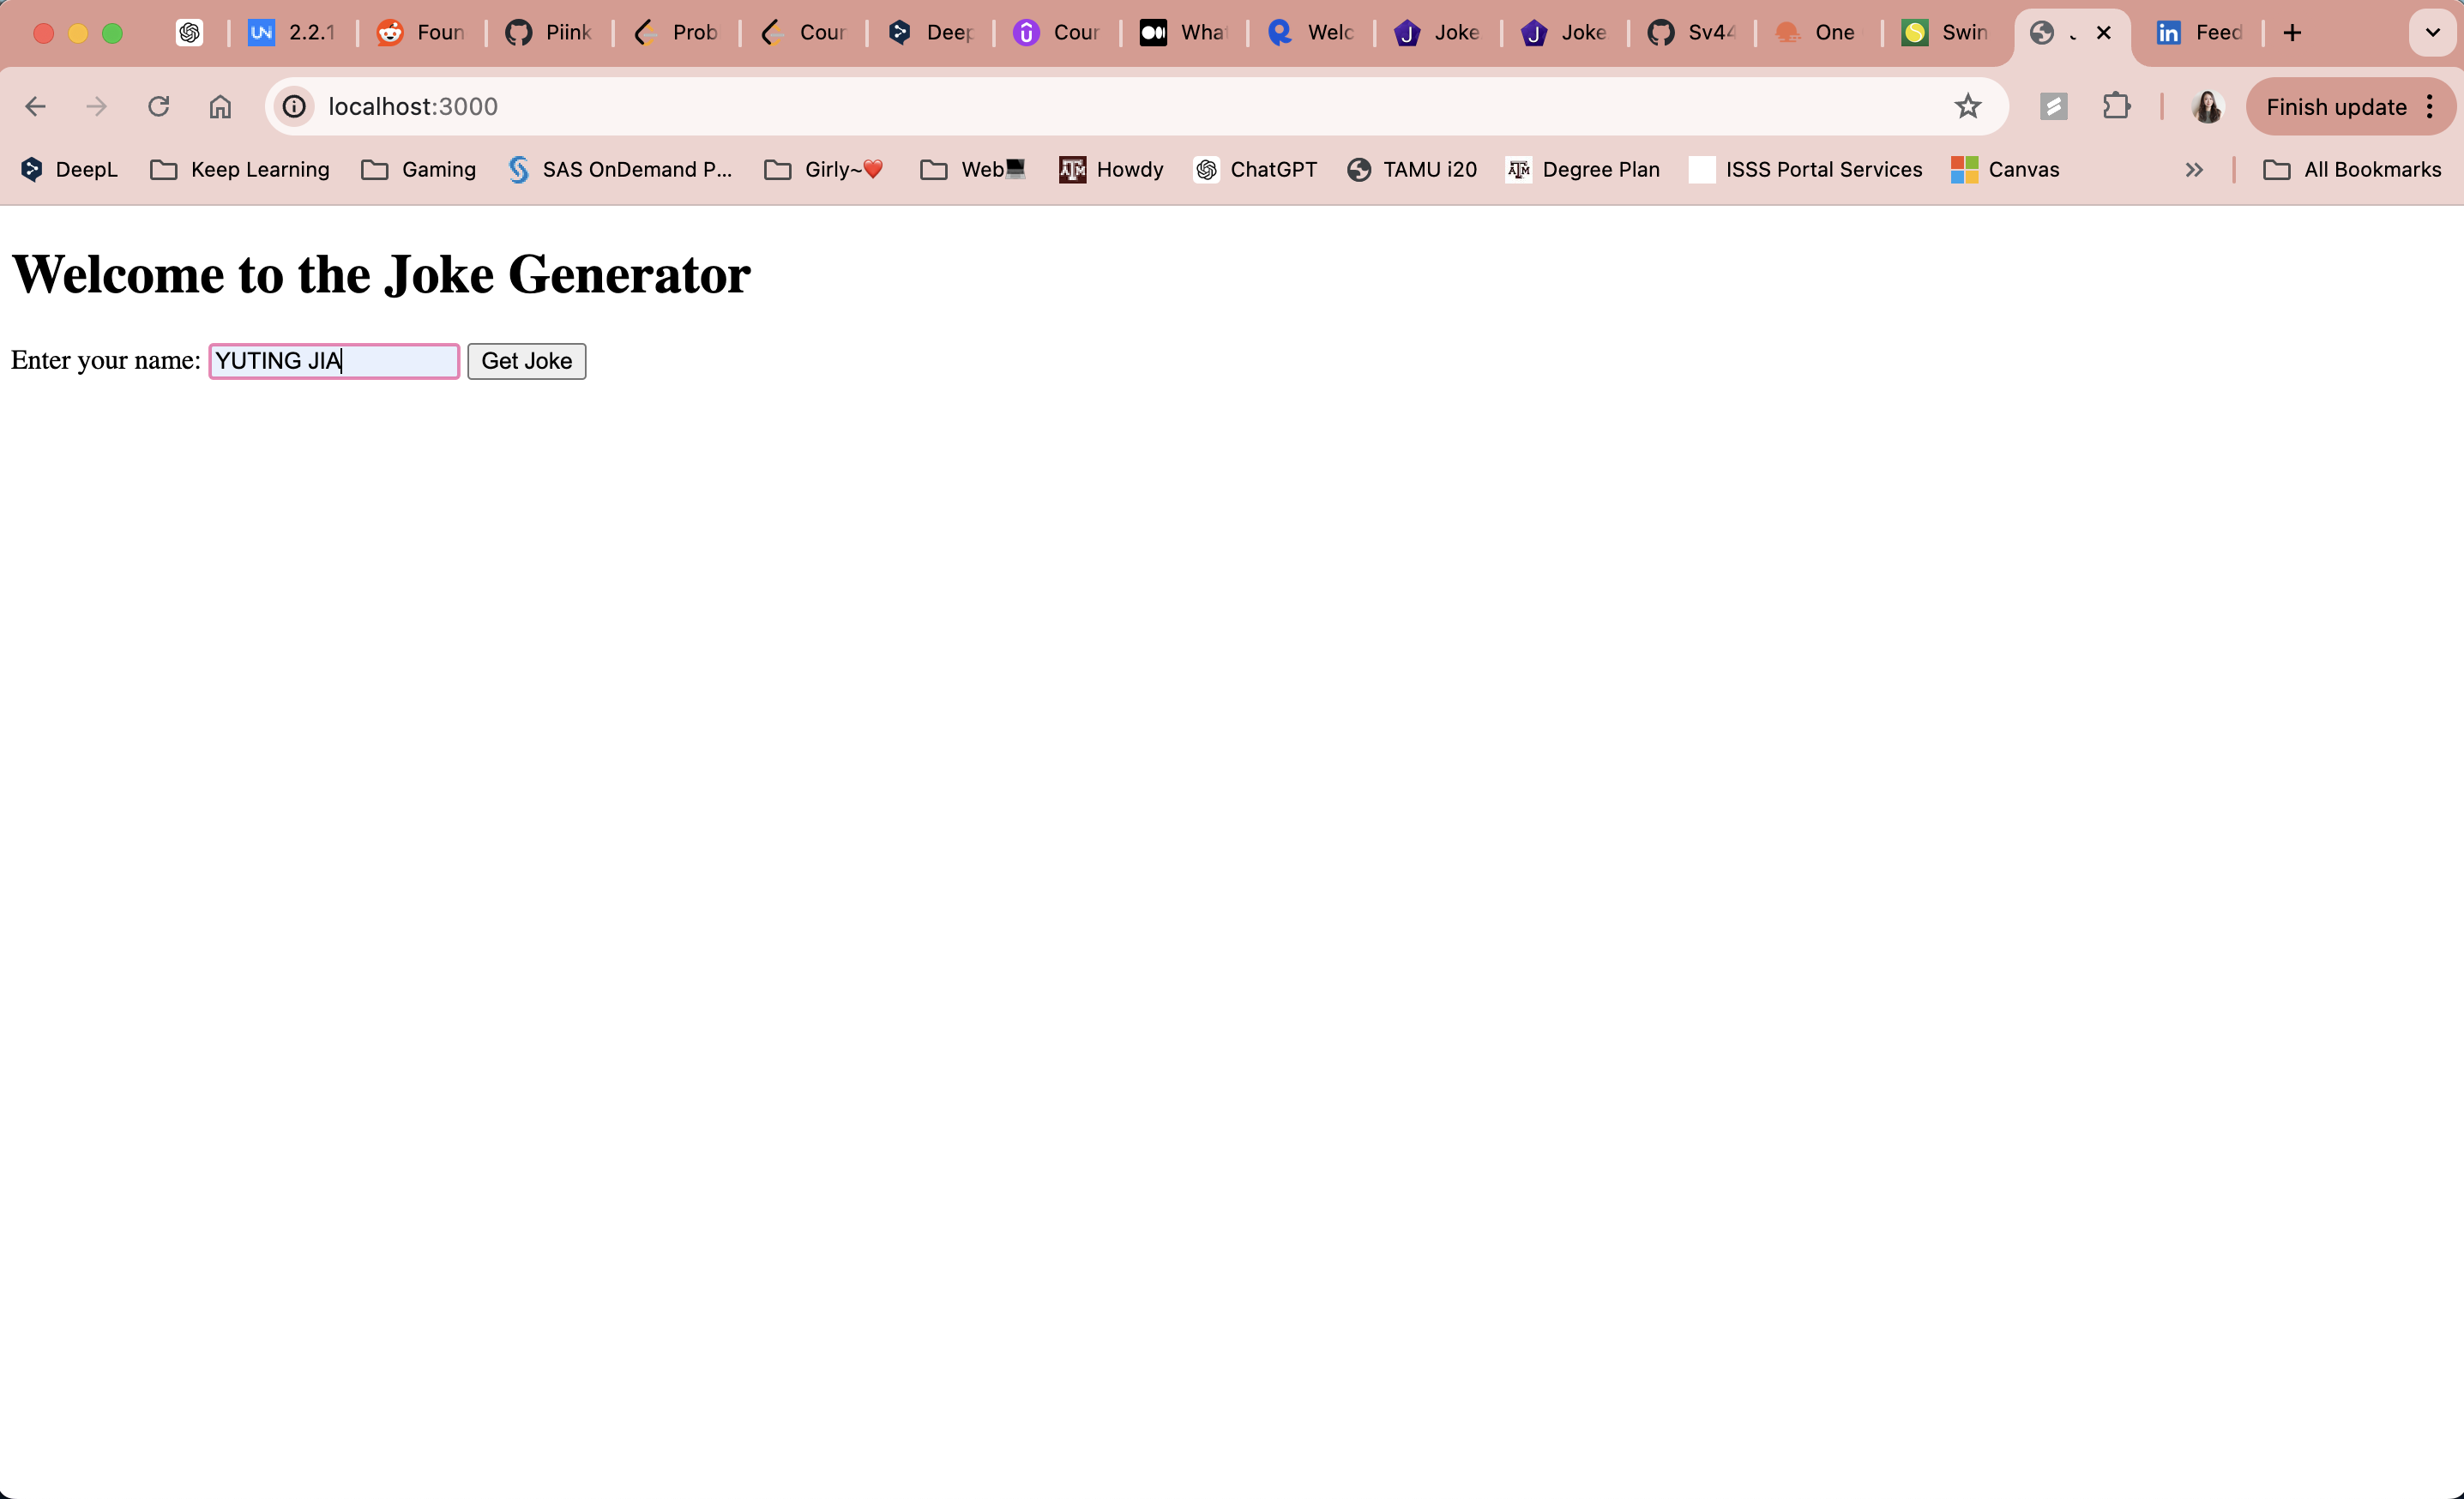 2.2.1 Foun Piink Prob Cour Deep Cour What Welc Joke Joke Sv44 One Swin Feed
localhost:3000 Finish update
DeepL Keep Learning Gaming SAS OnDemand P... Girly~❤️ Web💻 Howdy ChatGPT TAMU i20 Degree Plan ISSS Portal Services Canvas All Bookmarks
Welcome to the Joke Generator
Enter your name: YUTING JIA Get Joke